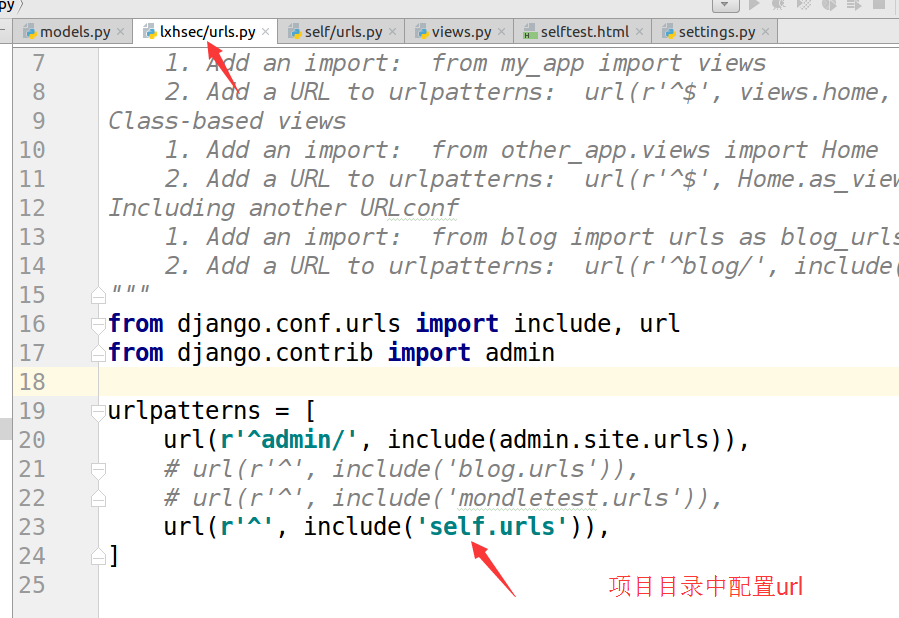 py
models.py
lxhsec/urls.py
self/urls.py
views.py
selftest.html
settings.py
7 1. Add an import:  from my_app import views
8 2. Add a URL to urlpatterns:  url(r'^$', views.home,
9 Class-based views
10 1. Add an import:  from other_app.views import Home
11 2. Add a URL to urlpatterns:  url(r'^$', Home.as_view
12 Including another URLconf
13 1. Add an import:  from blog import urls as blog_urls
14 2. Add a URL to urlpatterns:  url(r'^blog/', include(
15 """
16 from django.conf.urls import include, url
17 from django.contrib import admin
18
19 urlpatterns = [
20 url(r'^admin/', include(admin.site.urls)),
21 # url(r'^', include('blog.urls')),
22 # url(r'^', include('mondletest.urls')),
23 url(r'^', include('self.urls')),
24 ]
25
项目目录中配置url